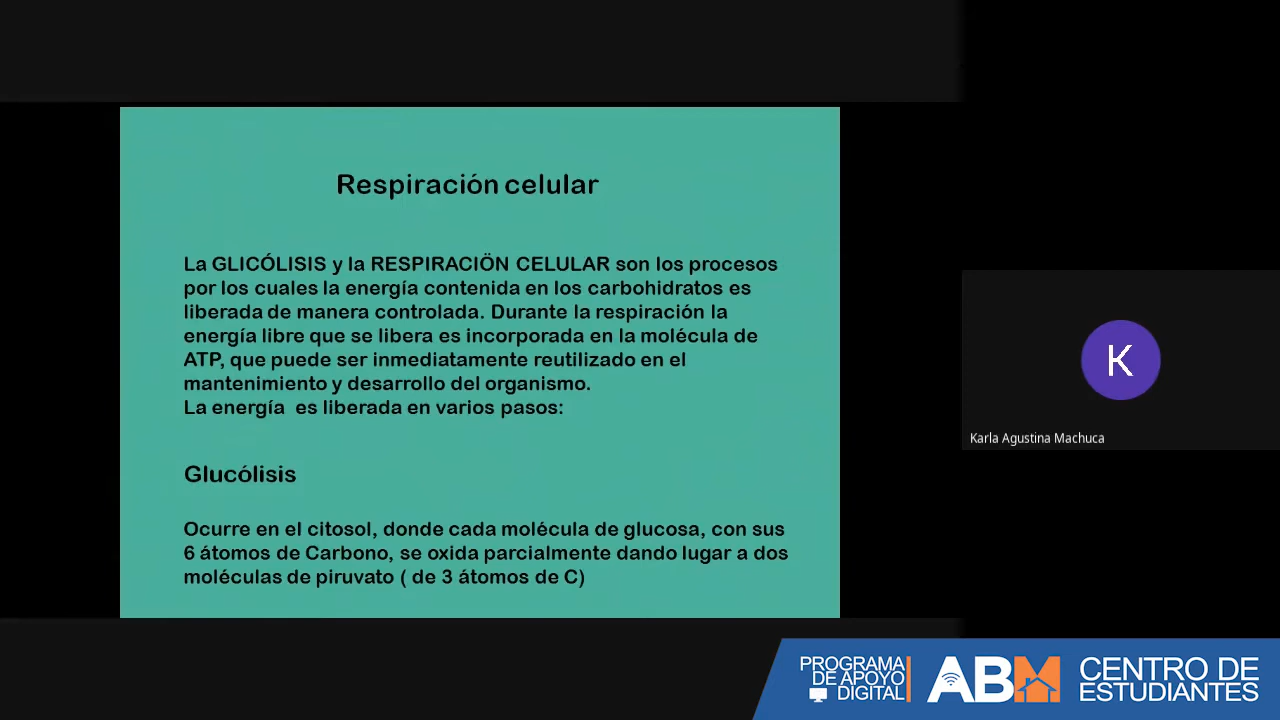 Respiración celular
La GLICÓLISIS y la RESPIRACIÖN CELULAR son los procesos
por los cuales la energía contenida en los carbohidratos es
liberada de manera controlada. Durante la respiración la
energía libre que se libera es incorporada en la molécula de
ATP, que puede ser inmediatamente reutilizado en el
mantenimiento y desarrollo del organismo.
La energía  es liberada en varios pasos:
Glucólisis
Ocurre en el citosol, donde cada molécula de glucosa, con sus
6 átomos de Carbono, se oxida parcialmente dando lugar a dos
moléculas de piruvato ( de 3 átomos de C)
K
Karla Agustina Machuca
PROGRAMA
DE APOYO
DIGITAL
ABM
CENTRO DE
ESTUDIANTES